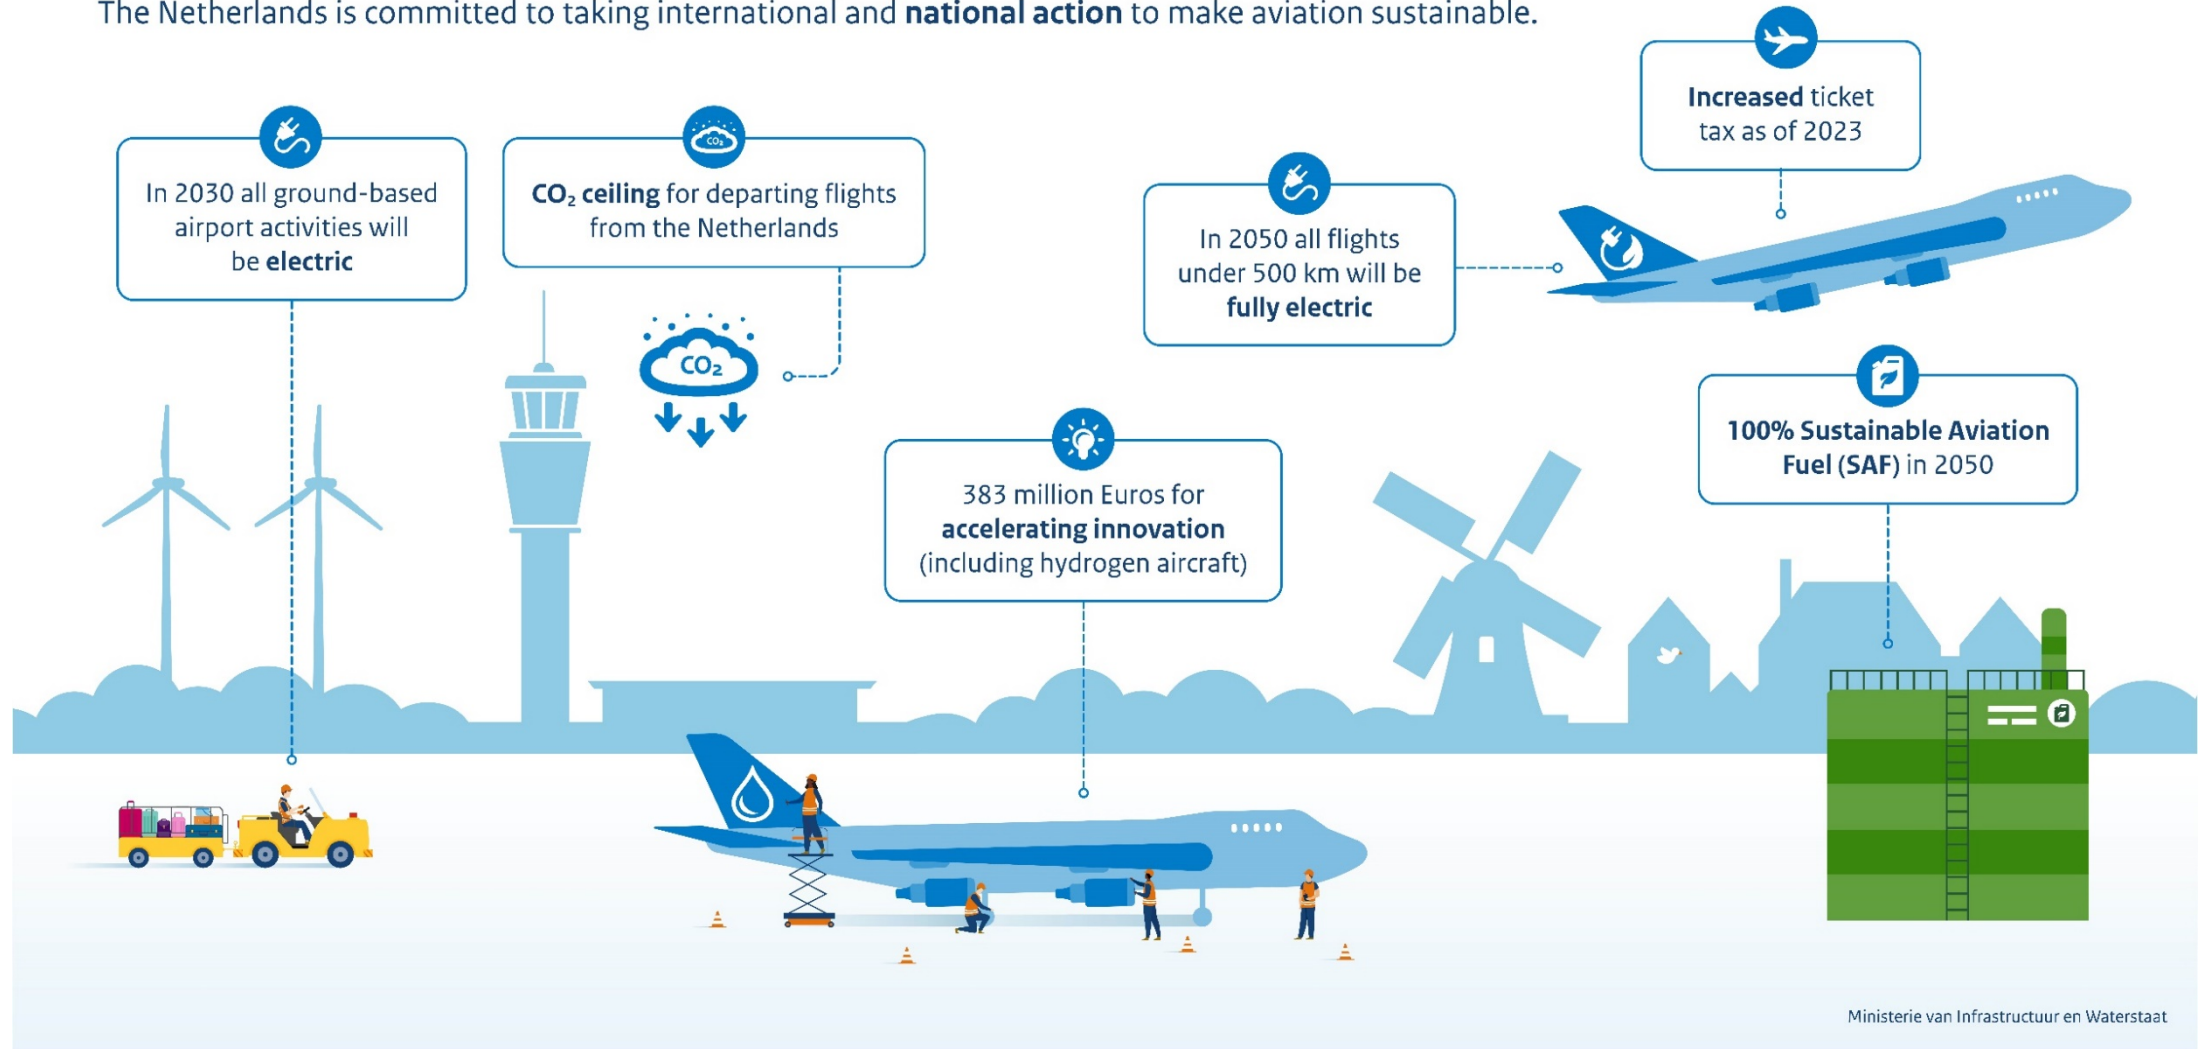 The Netherlands is committed to taking international and national action to make aviation sustainable.
Increased ticket
tax as of 2023
In 2030 all ground-based
airport activities will
be electric
CO₂
CO₂ ceiling for departing flights
from the Netherlands
In 2050 all flights
under 500 km will be
fully electric
CO₂
383 million Euros for
accelerating innovation
(including hydrogen aircraft)
100% Sustainable Aviation
Fuel (SAF) in 2050
Ministerie van Infrastructuur en Waterstaat